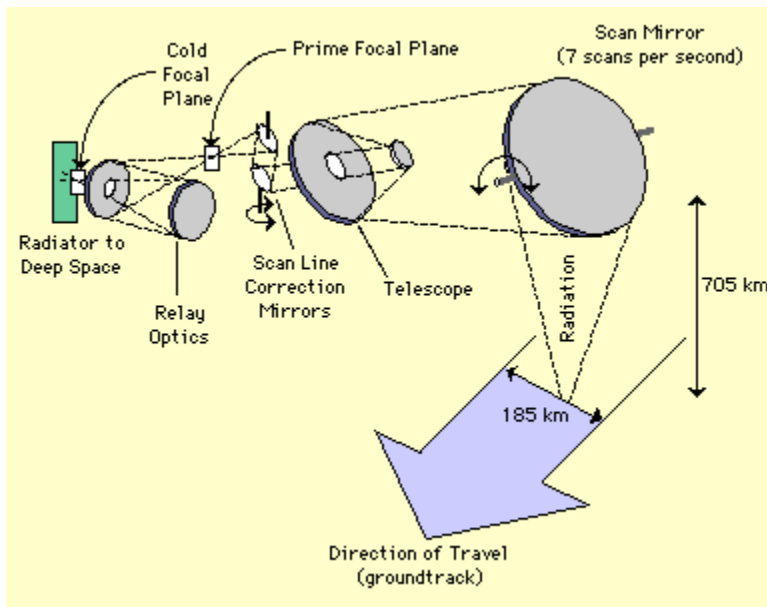 Cold
Focal
Plane
Prime Focal Plane
Scan Mirror
(7 scans per second)
Radiator to
Deep Space
Relay
Optics
Scan Line
Correction
Mirrors
Telescope
Radiation
705 km
185 km
Direction of Travel
(groundtrack)